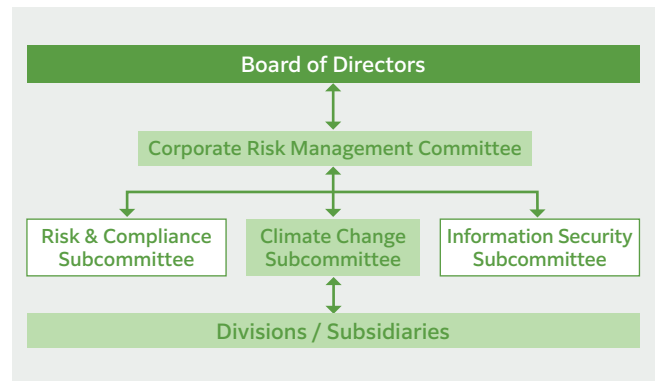 Board of Directors
Corporate Risk Management Committee
Risk & Compliance
Subcommittee
Climate Change
Subcommittee
Information Security
Subcommittee
Divisions / Subsidiaries